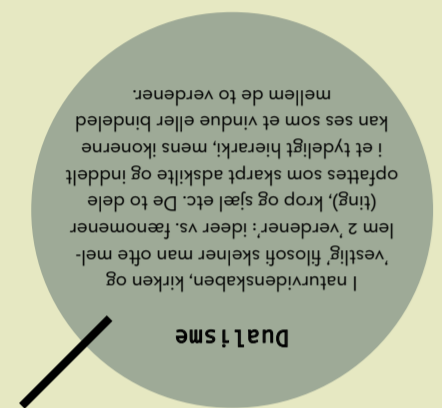 Dualisme
I naturvidenskaben, kirken og
’vestlig’ filosofi skelner man ofte mel-
lem 2 ’verdener’: ideer vs. fænomener
(ting), krop og sjæl etc. De to dele
opfattes som skarpt adskilte og inddelt
i et tydeligt hierarki, mens ikonerne
kan ses som et vindue eller bindeled
mellem de to verdener.